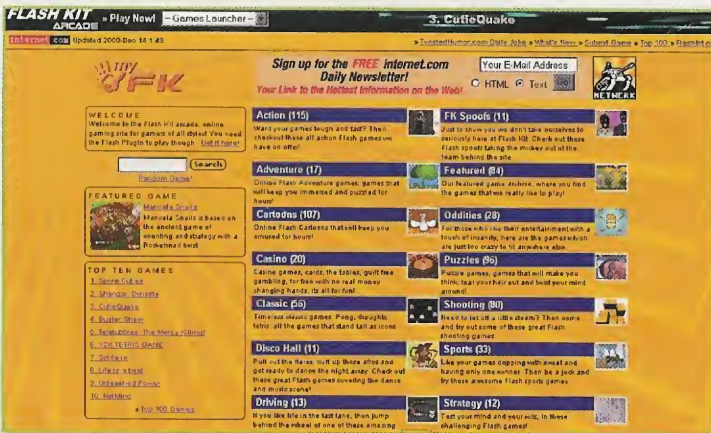 FLASH KIT
ARCADE
» Play Now!
– Games Launcher –
3. CutieQuake
internet.com Updated 2000-Dec 14 1:43
» TwistedHumor.com Daily Joke » What's New » Submit Game » Top 100 »
Sign up for the FREE internet.com
Daily Newsletter!
Your Link to the Hottest Information on the Web!
Your E-Mail Address
HTML Text
NETWERK
WELCOME
Welcome to the Flash Kit arcade, online
gaming site for gamers of all styles! You need
the Flash Plugin to play though. Get it here!
Search
Random Game!
FEATURED GAME
Mancala Snails
Mancala Snails is based on
the ancient game of
counting and strategy with a
Rocketsnail twist
TOP TEN GAMES
1. Spore Cubes
3. CutieQuake
5. Teletubbies: The Mercy Killings!
6. Y2K TETRIS GAME
7. Solitaire
8. Life is a beat
9. Unleashed Power
10. NetMind
» Top 100 Games
Action (115)
Want your games tough and fast? Then
checkout these all action Flash games we
have on offer!
Adventure (17)
Online Flash Adventure games, games that
will keep you immersed and puzzled for
hours!
Cartoons (107)
Online Flash Cartoons that will keep you
amused for hours!
Casino (20)
Casino games, cards, the tables, guilt free
gambling, for free with no real money
changing hands, its all for fun!
Classic (56)
Timeless classic games. Pong, draughts,
tetris all the games that stand tall as icons
Disco Hall (11)
Pull out the flares, buff up those afros and
get ready to dance the night away. Check out
these great Flash games covering the dance
and music scene!
Driving (13)
If you like life in the fast lane, then jump
behind the wheel of one of these amazing
FK Spoofs (11)
Just to show you we don't take ourselves to
seriously here at Flash Kit. Check out these
Flash spoofs taking the mickey out of the
team behind the site
Featured (84)
Our featured game archive, where you find
the games that we really like to play!
Oddities (28)
For those who like their entertainment with a
touch of insanity, here are the games which
are just too crazy to fit anywhere else
Puzzles (96)
Puzzle games, games that will make you
think, tear your hair out and twist your mind
around!
Shooting (80)
Need to let off a little steam? Then come
and try out some of these great Flash
shooting games
Sports (33)
Like your games dripping with sweat and
having only one winner. Then be a jock and
try these awesome Flash sports games
Strategy (12)
Test your mind and your wits, in these
challenging Flash games!